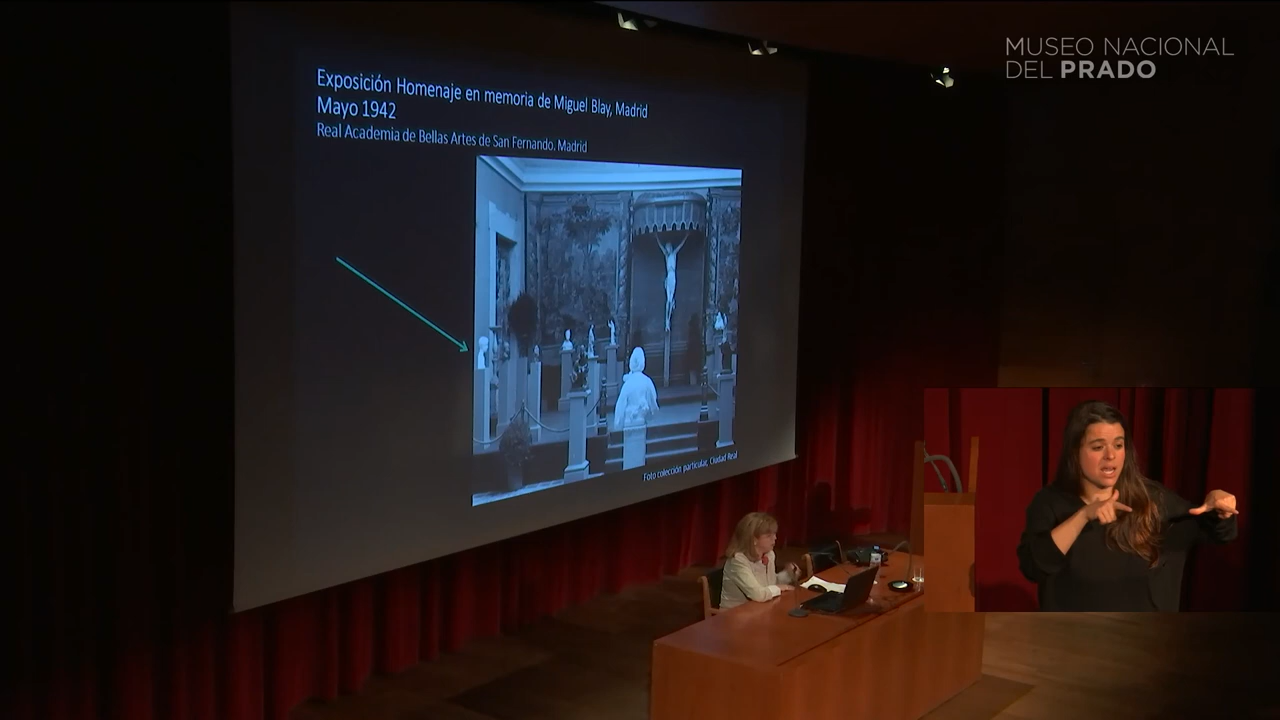 MUSEO NACIONAL
DEL PRADO
Exposición Homenaje en memoria de Miguel Blay, Madrid
Mayo 1942
Real Academia de Bellas Artes de San Fernando. Madrid
Foto colección particular, Ciudad Real